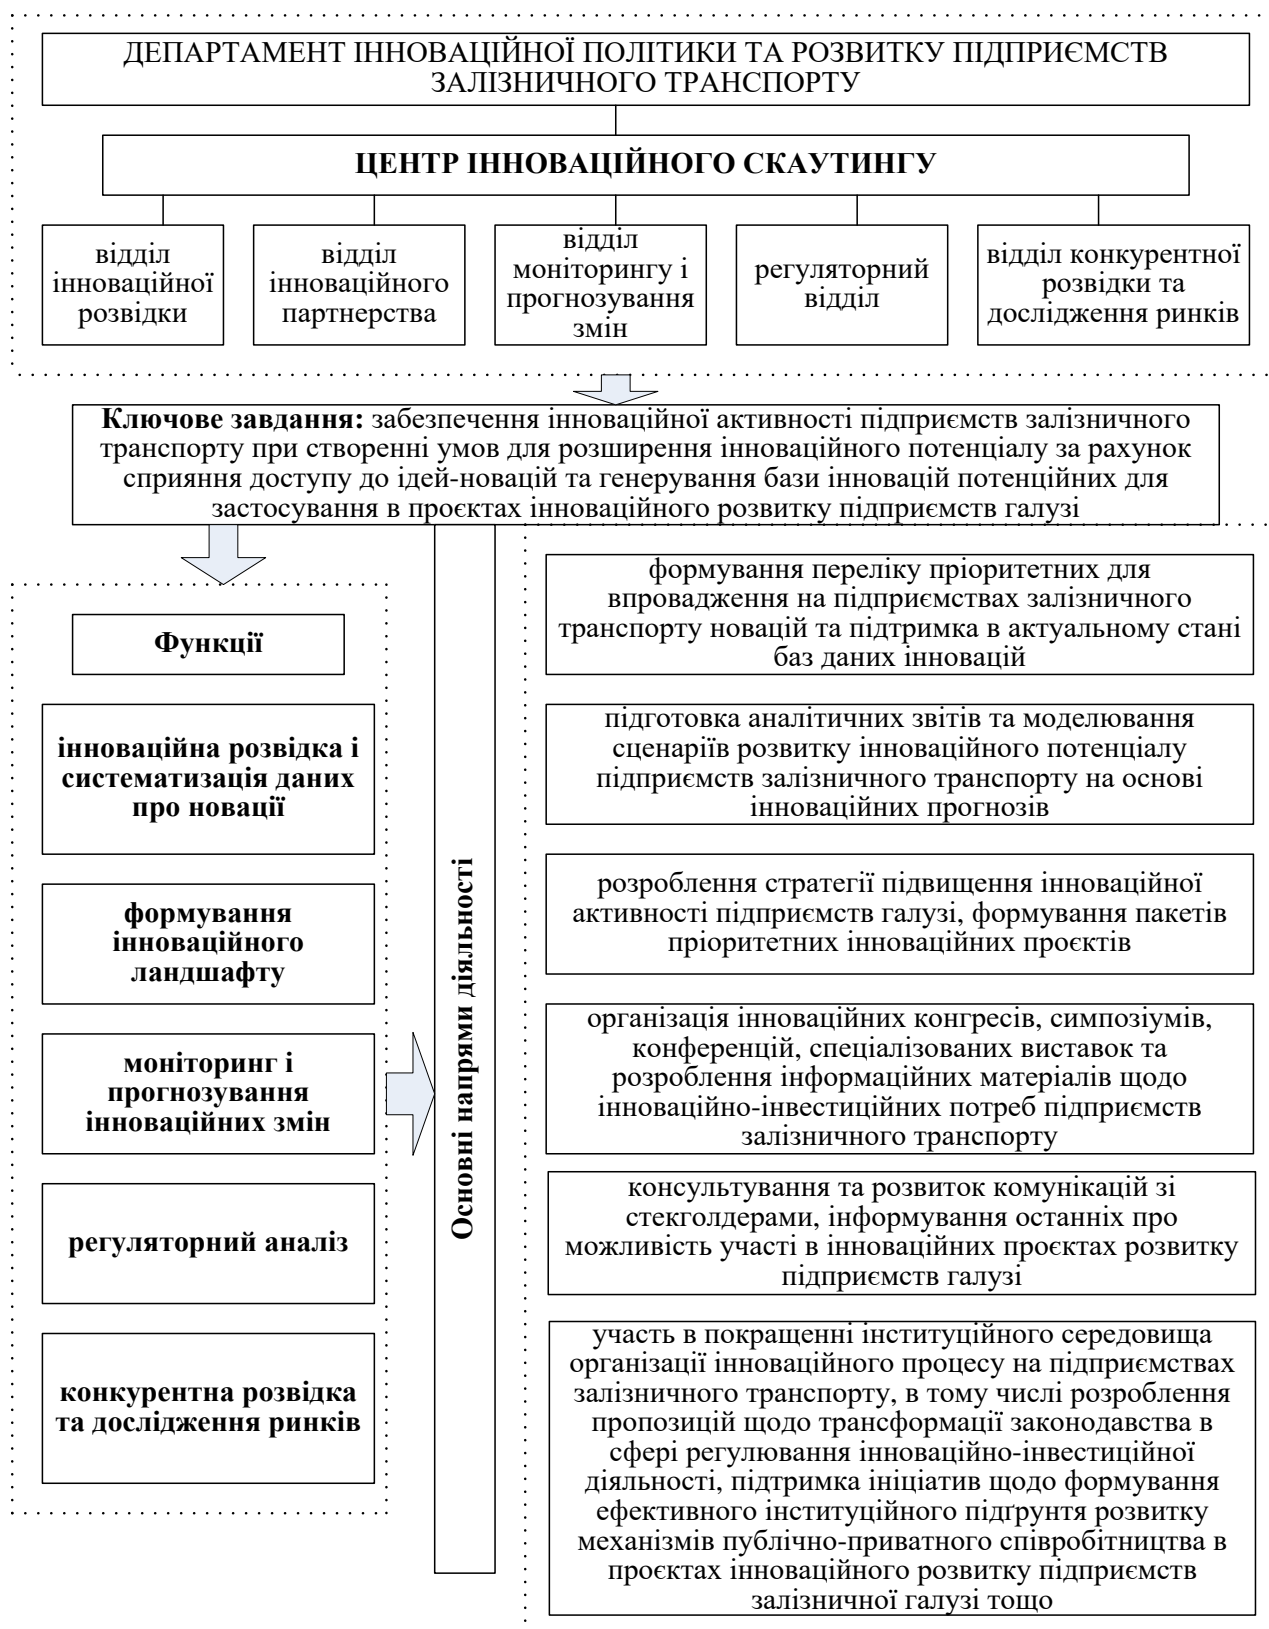 ДЕПАРТАМЕНТ ІННОВАЦІЙНОЇ ПОЛІТИКИ ТА РОЗВИТКУ ПІДПРИЄМСТВ
ЗАЛІЗНИЧНОГО ТРАНСПОРТУ
ЦЕНТР ІННОВАЦІЙНОГО СКАУТИНГУ
відділ
інноваційної
розвідки
відділ
інноваційного
партнерства
відділ
моніторингу і
прогнозування
змін
регуляторний
відділ
відділ конкурентної
розвідки та
дослідження ринків
Ключове завдання: забезпечення інноваційної активності підприємств залізничного
транспорту при створенні умов для розширення інноваційного потенціалу за рахунок
сприяння доступу до ідей-новацій та генерування бази інновацій потенційних для
застосування в проєктах інноваційного розвитку підприємств галузі
Функції
інноваційна розвідка і
систематизація даних
про новації
формування
інноваційного
ландшафту
моніторинг і
прогнозування
інноваційних змін
регуляторний аналіз
конкурентна розвідка
та дослідження ринків
Основні напрями діяльності
формування переліку пріоритетних для
впровадження на підприємствах залізничного
транспорту новацій та підтримка в актуальному стані
баз даних інновацій
підготовка аналітичних звітів та моделювання
сценаріїв розвитку інноваційного потенціалу
підприємств залізничного транспорту на основі
інноваційних прогнозів
розроблення стратегії підвищення інноваційної
активності підприємств галузі, формування пакетів
пріоритетних інноваційних проєктів
організація інноваційних конгресів, симпозіумів,
конференцій, спеціалізованих виставок та
розроблення інформаційних матеріалів щодо
інноваційно-інвестиційних потреб підприємств
залізничного транспорту
консультування та розвиток комунікацій зі
стекголдерами, інформування останніх про
можливість участі в інноваційних проєктах розвитку
підприємств галузі
участь в покращенні інституційного середовища
організації інноваційного процесу на підприємствах
залізничного транспорту, в тому числі розроблення
пропозицій щодо трансформації законодавства в
сфері регулювання інноваційно-інвестиційної
діяльності, підтримка ініціатив щодо формування
ефективного інституційного підґрунтя розвитку
механізмів публічно-приватного співробітництва в
проєктах інноваційного розвитку підприємств
залізничної галузі тощо